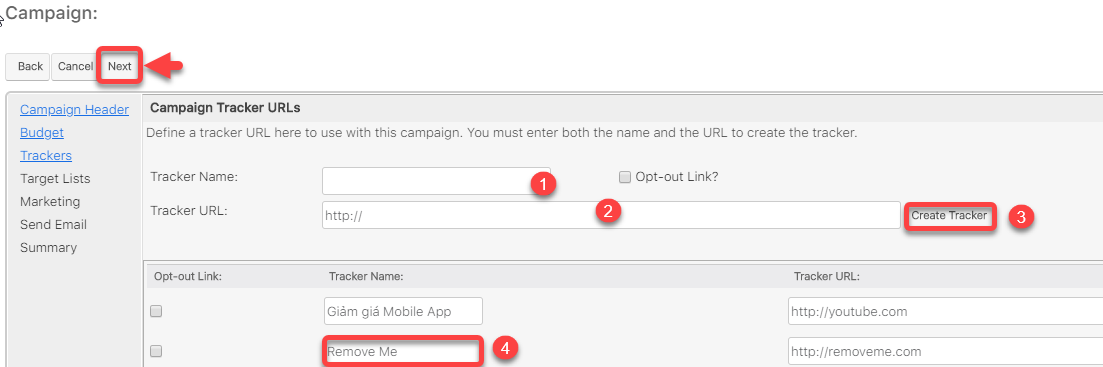 Campaign:
Back Cancel Next
Campaign Header
Budget
Trackers
Target Lists
Marketing
Send Email
Summary
Campaign Tracker URLs
Define a tracker URL here to use with this campaign. You must enter both the name and the URL to create the tracker.
Tracker Name: 1 Opt-out Link?
Tracker URL: http:// 2 Create Tracker 3
Opt-out Link: Tracker Name: Tracker URL:
Giảm giá Mobile App http://youtube.com
Remove Me 4 http://removeme.com